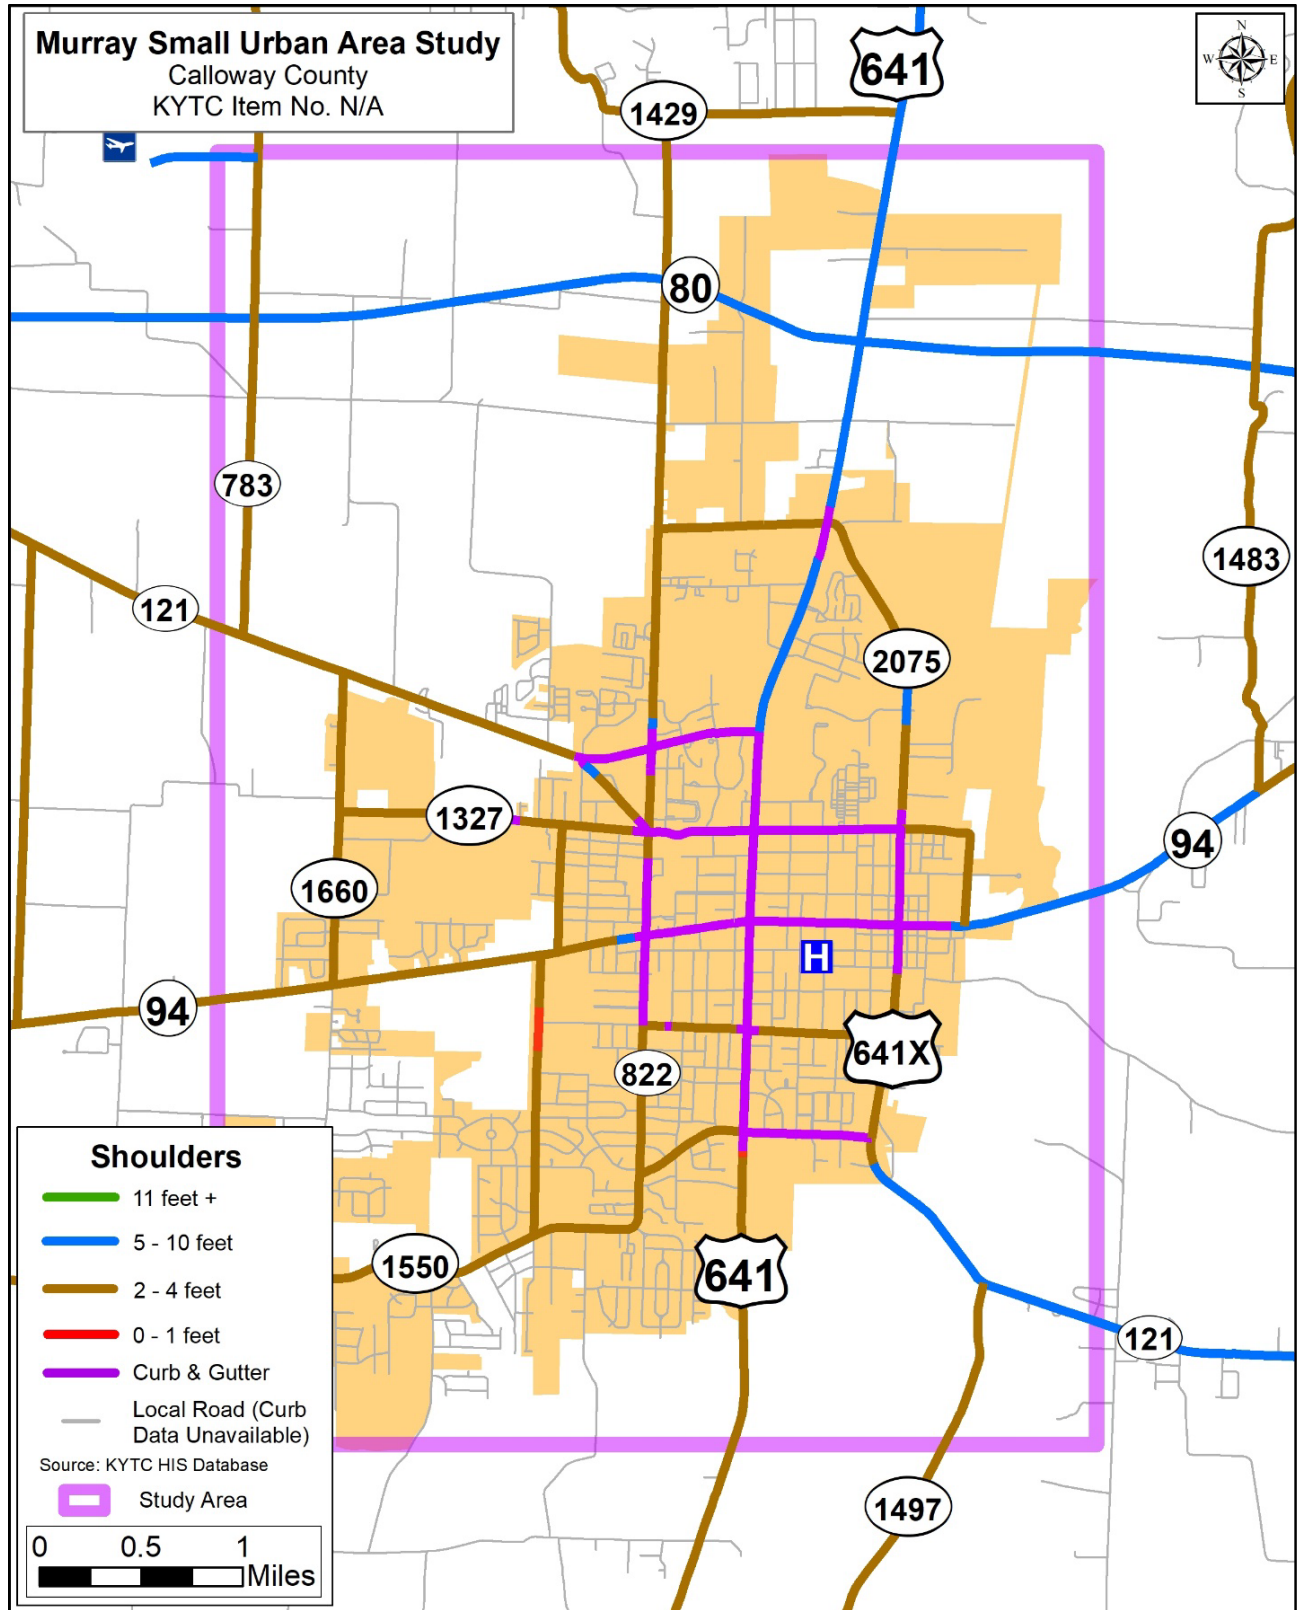 Murray Small Urban Area Study
Calloway County
KYTC Item No. N/A
N
W E
S
641
1429
80
783
1483
121
2075
1327
94
1660
94
H
641X
822
641
1550
121
1497
Shoulders
11 feet +
5 - 10 feet
2 - 4 feet
0 - 1 feet
Curb & Gutter
Local Road (Curb
Data Unavailable)
Source: KYTC HIS Database
Study Area
0 0.5 1
Miles